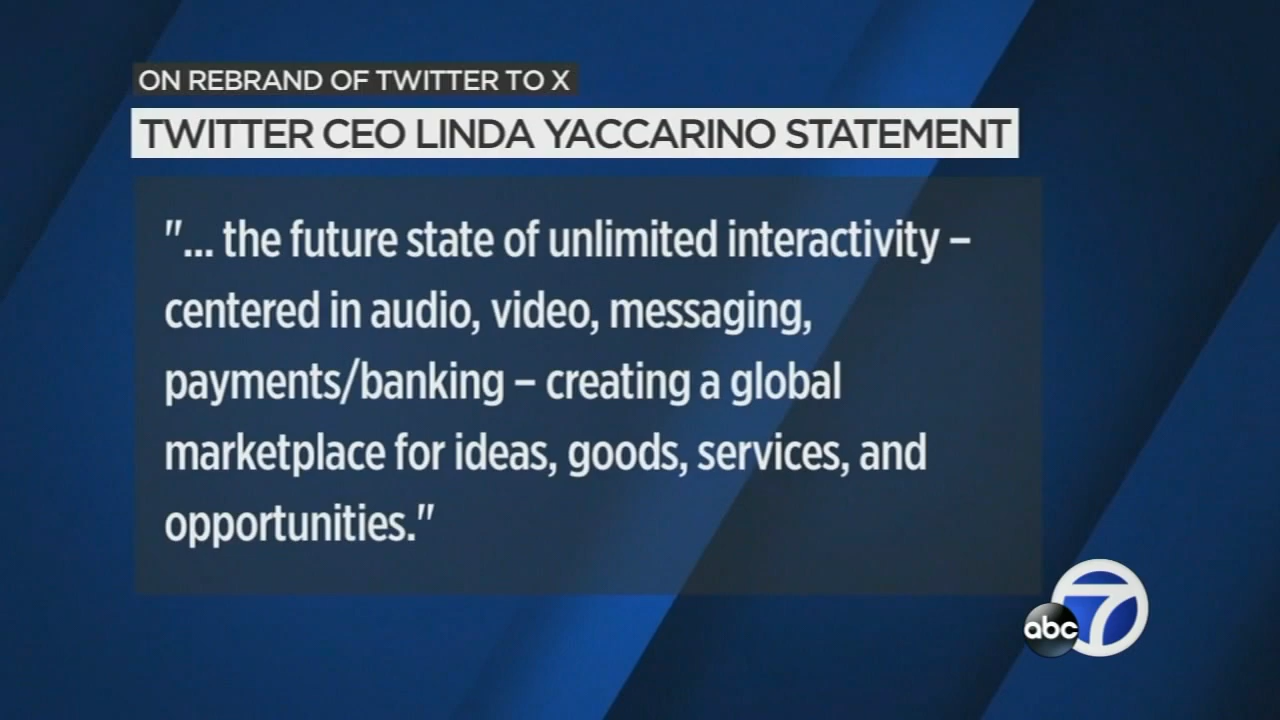 ON REBRAND OF TWITTER TO X
TWITTER CEO LINDA YACCARINO STATEMENT
"... the future state of unlimited interactivity –
centered in audio, video, messaging,
payments/banking – creating a global
marketplace for ideas, goods, services, and
opportunities."
abc 7